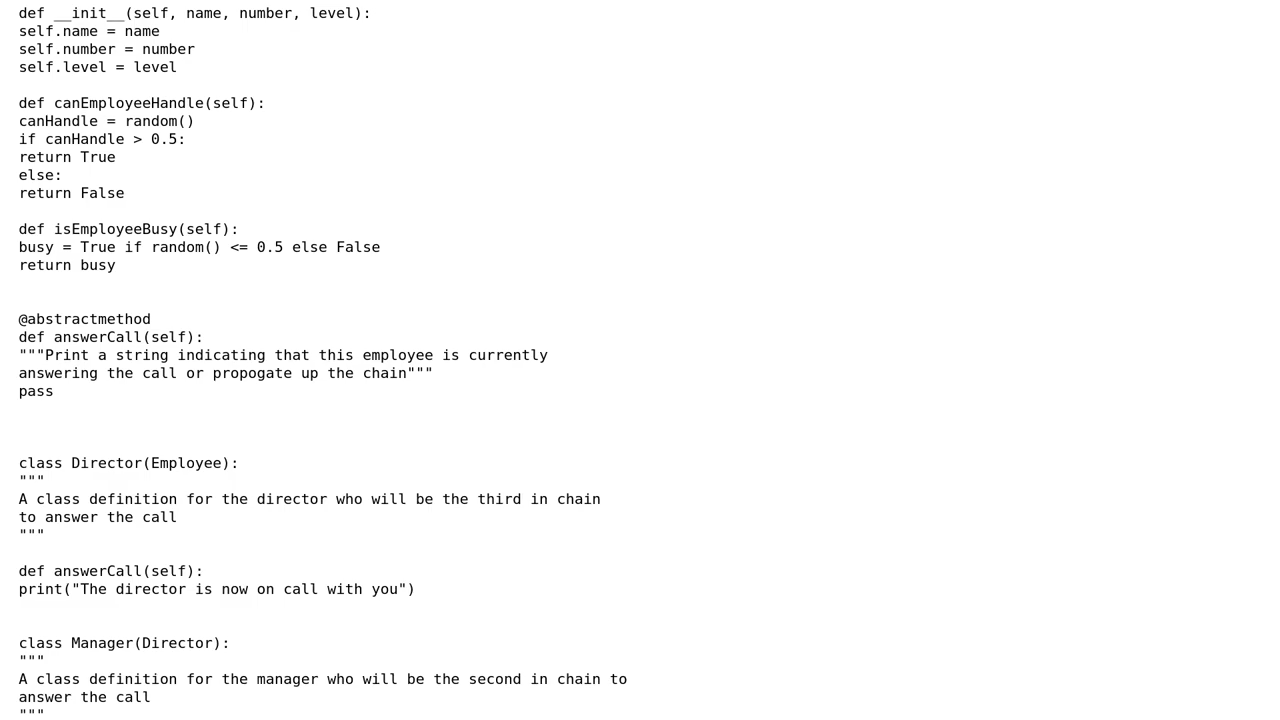 def __init__(self, name, number, level):
self.name = name
self.number = number
self.level = level
def canEmployeeHandle(self):
canHandle = random()
if canHandle > 0.5:
return True
else:
return False
def isEmployeeBusy(self):
busy = True if random() <= 0.5 else False
return busy
@abstractmethod
def answerCall(self):
"""Print a string indicating that this employee is currently
answering the call or propogate up the chain"""
pass
class Director(Employee):
"""
A class definition for the director who will be the third in chain
to answer the call
"""
def answerCall(self):
print("The director is now on call with you")
class Manager(Director):
"""
A class definition for the manager who will be the second in chain to
answer the call
"""